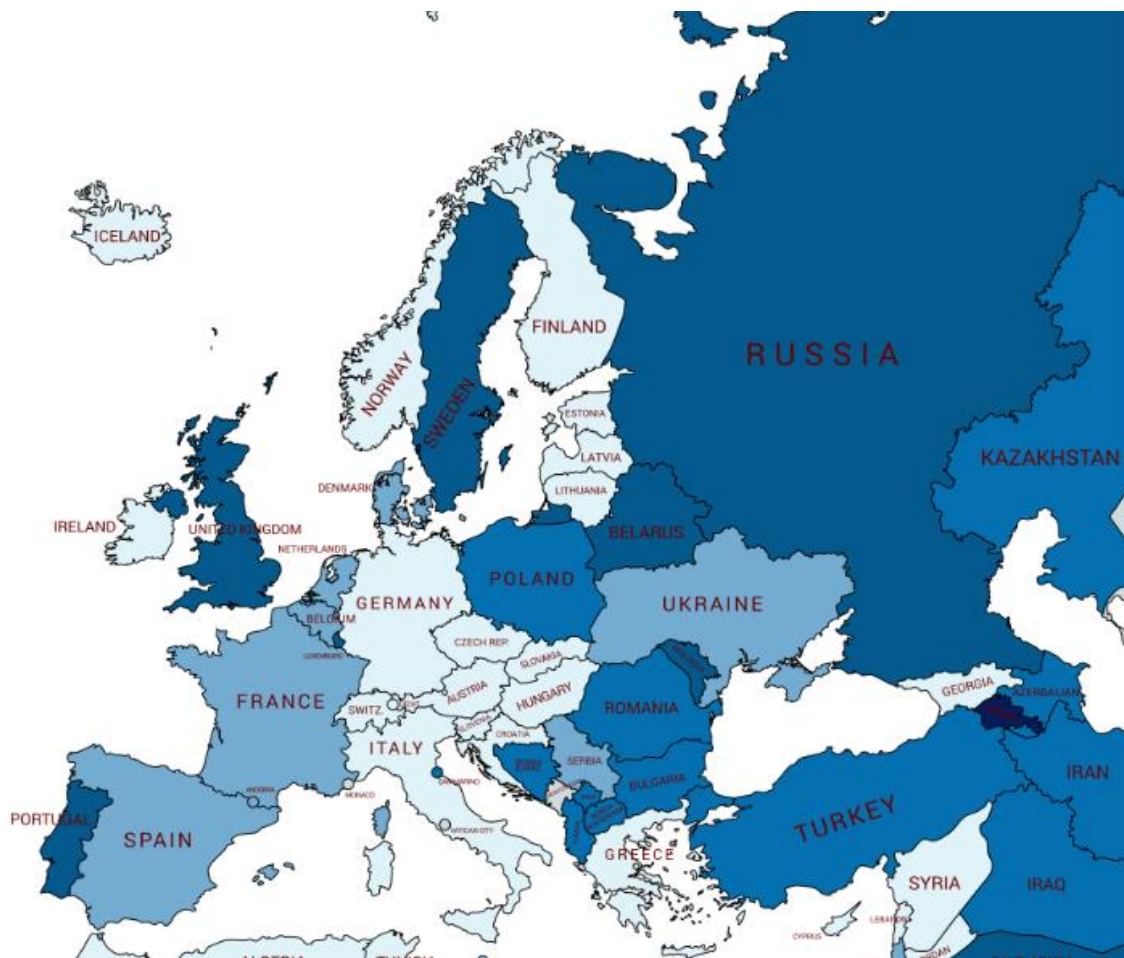 ICELAND
NORWAY
SWEDEN
FINLAND
RUSSIA
ESTONIA
LATVIA
LITHUANIA
KAZAKHSTAN
DENMARK
IRELAND
UNITED KINGDOM
NETHERLANDS
BELARUS
POLAND
GERMANY
UKRAINE
BELGIUM
LUXEMBOURG
CZECH REP.
SLOVAKIA
FRANCE
SWITZ.
AUSTRIA
HUNGARY
ROMANIA
GEORGIA
AZERBAIJAN
SLOVENIA
CROATIA
ITALY
SERBIA
BULGARIA
SAN MARINO
MONACO
ANDORRA
IRAN
PORTUGAL
SPAIN
VATICAN CITY
TURKEY
GREECE
SYRIA
IRAQ
LEBANON
CYPRUS